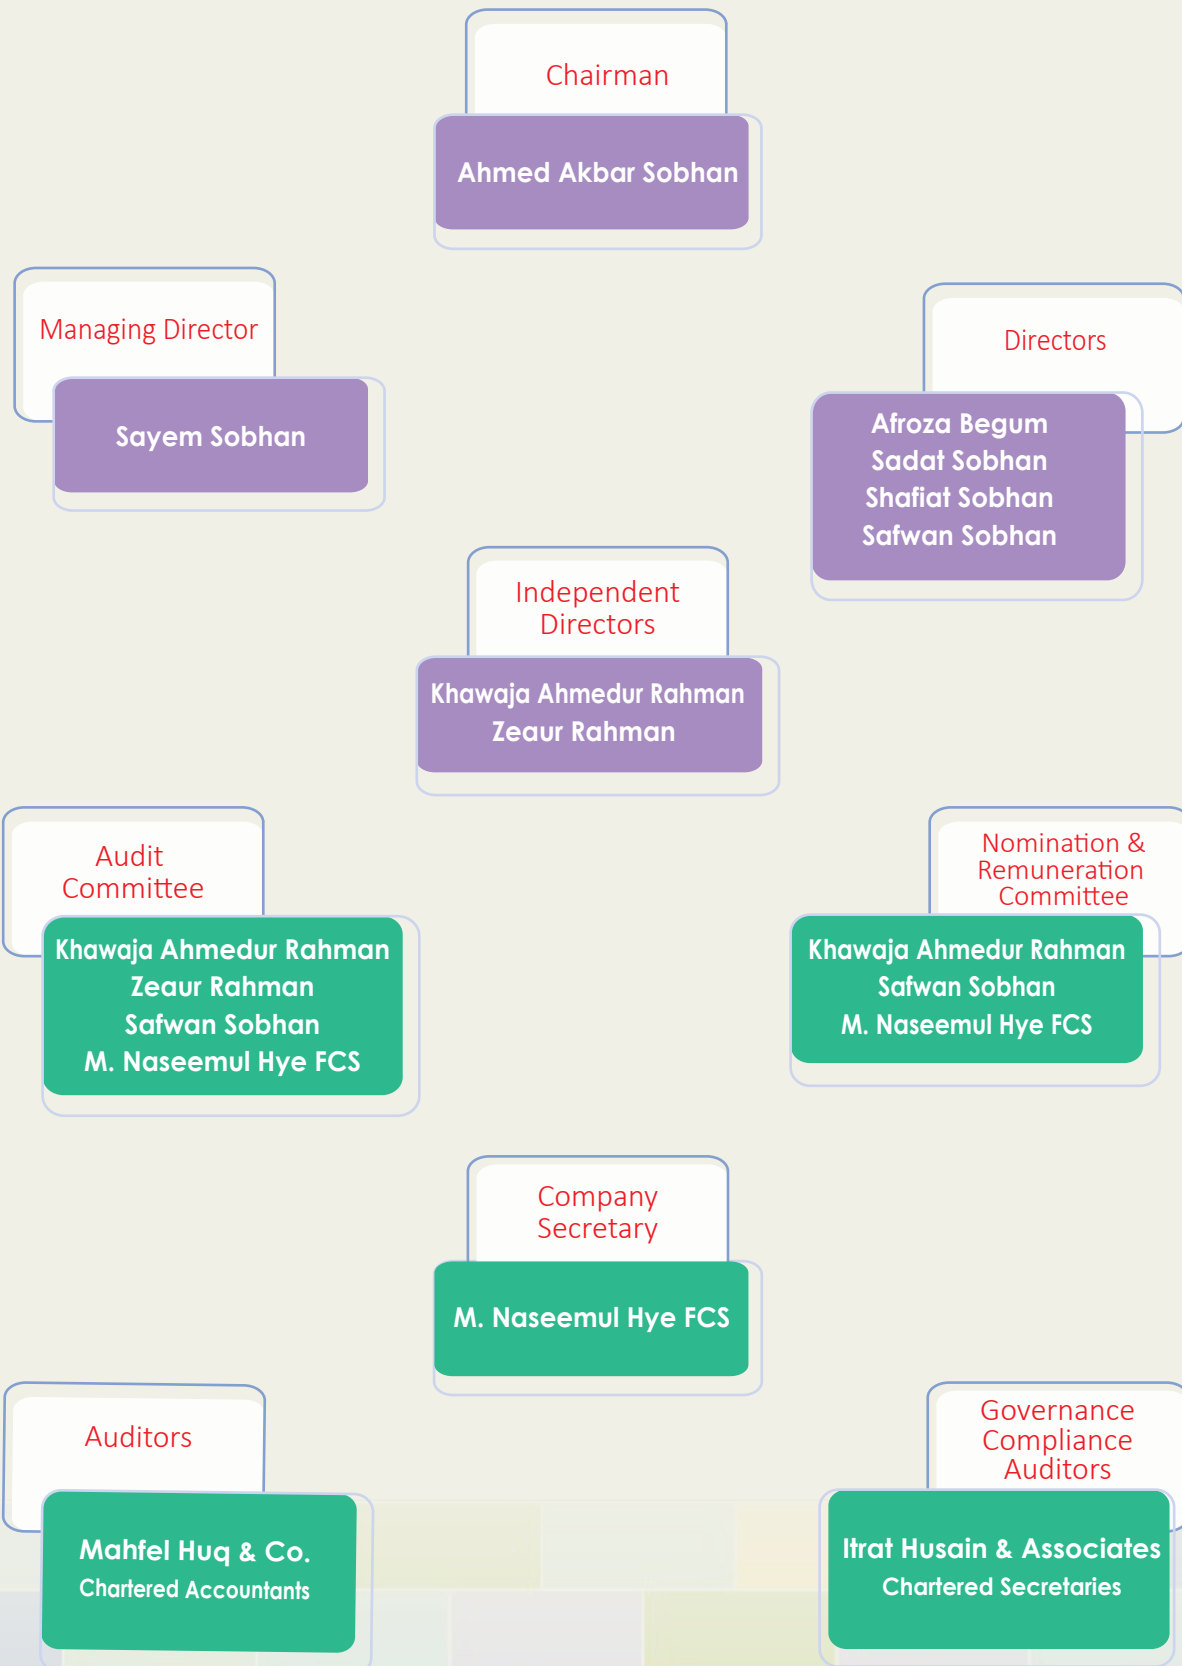 Chairman
Ahmed Akbar Sobhan
Managing Director
Sayem Sobhan
Directors
Afroza Begum
Sadat Sobhan
Shafiat Sobhan
Safwan Sobhan
Independent
Directors
Khawaja Ahmedur Rahman
Zeaur Rahman
Audit
Committee
Khawaja Ahmedur Rahman
Zeaur Rahman
Safwan Sobhan
M. Naseemul Hye FCS
Nomination &
Remuneration
Committee
Khawaja Ahmedur Rahman
Safwan Sobhan
M. Naseemul Hye FCS
Company
Secretary
M. Naseemul Hye FCS
Auditors
Mahfel Huq & Co.
Chartered Accountants
Governance
Compliance
Auditors
Itrat Husain & Associates
Chartered Secretaries